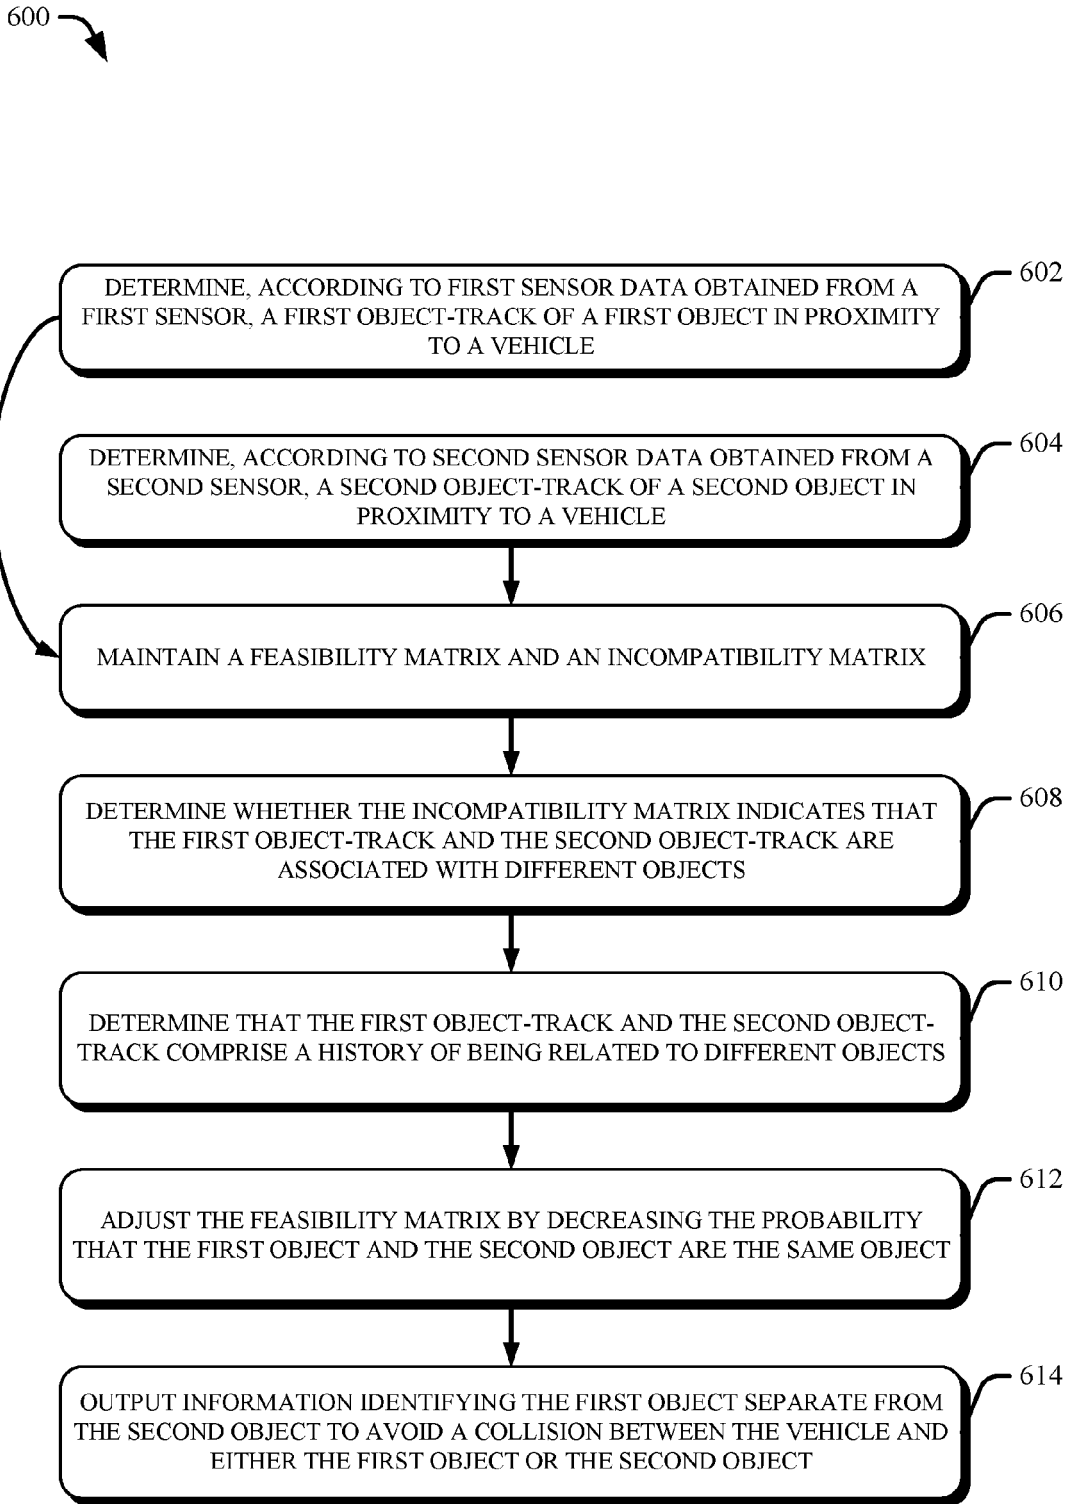 600
602
DETERMINE, ACCORDING TO FIRST SENSOR DATA OBTAINED FROM A
FIRST SENSOR, A FIRST OBJECT-TRACK OF A FIRST OBJECT IN PROXIMITY
TO A VEHICLE
604
DETERMINE, ACCORDING TO SECOND SENSOR DATA OBTAINED FROM A
SECOND SENSOR, A SECOND OBJECT-TRACK OF A SECOND OBJECT IN
PROXIMITY TO A VEHICLE
606
MAINTAIN A FEASIBILITY MATRIX AND AN INCOMPATIBILITY MATRIX
608
DETERMINE WHETHER THE INCOMPATIBILITY MATRIX INDICATES THAT
THE FIRST OBJECT-TRACK AND THE SECOND OBJECT-TRACK ARE
ASSOCIATED WITH DIFFERENT OBJECTS
610
DETERMINE THAT THE FIRST OBJECT-TRACK AND THE SECOND OBJECT-
TRACK COMPRISE A HISTORY OF BEING RELATED TO DIFFERENT OBJECTS
612
ADJUST THE FEASIBILITY MATRIX BY DECREASING THE PROBABILITY
THAT THE FIRST OBJECT AND THE SECOND OBJECT ARE THE SAME OBJECT
614
OUTPUT INFORMATION IDENTIFYING THE FIRST OBJECT SEPARATE FROM
THE SECOND OBJECT TO AVOID A COLLISION BETWEEN THE VEHICLE AND
EITHER THE FIRST OBJECT OR THE SECOND OBJECT